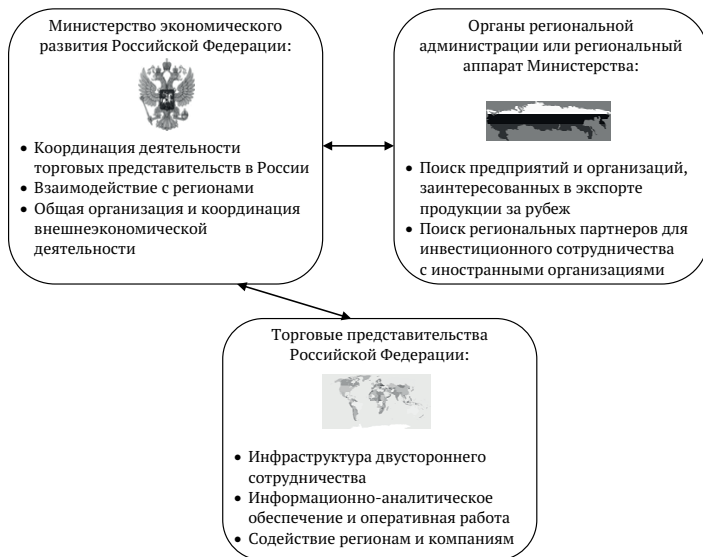 Министерство экономического
развития Российской Федерации:
• Координация деятельности
торговых представительств в России
• Взаимодействие с регионами
• Общая организация и координация
внешнеэкономической
деятельности
Органы региональной
администрации или региональный
аппарат Министерства:
• Поиск предприятий и организаций,
заинтересованных в экспорте
продукции за рубеж
• Поиск региональных партнеров для
инвестиционного сотрудничества
с иностранными организациями
Торговые представительства
Российской Федерации:
• Инфраструктура двустороннего
сотрудничества
• Информационно-аналитическое
обеспечение и оперативная работа
• Содействие регионам и компаниям